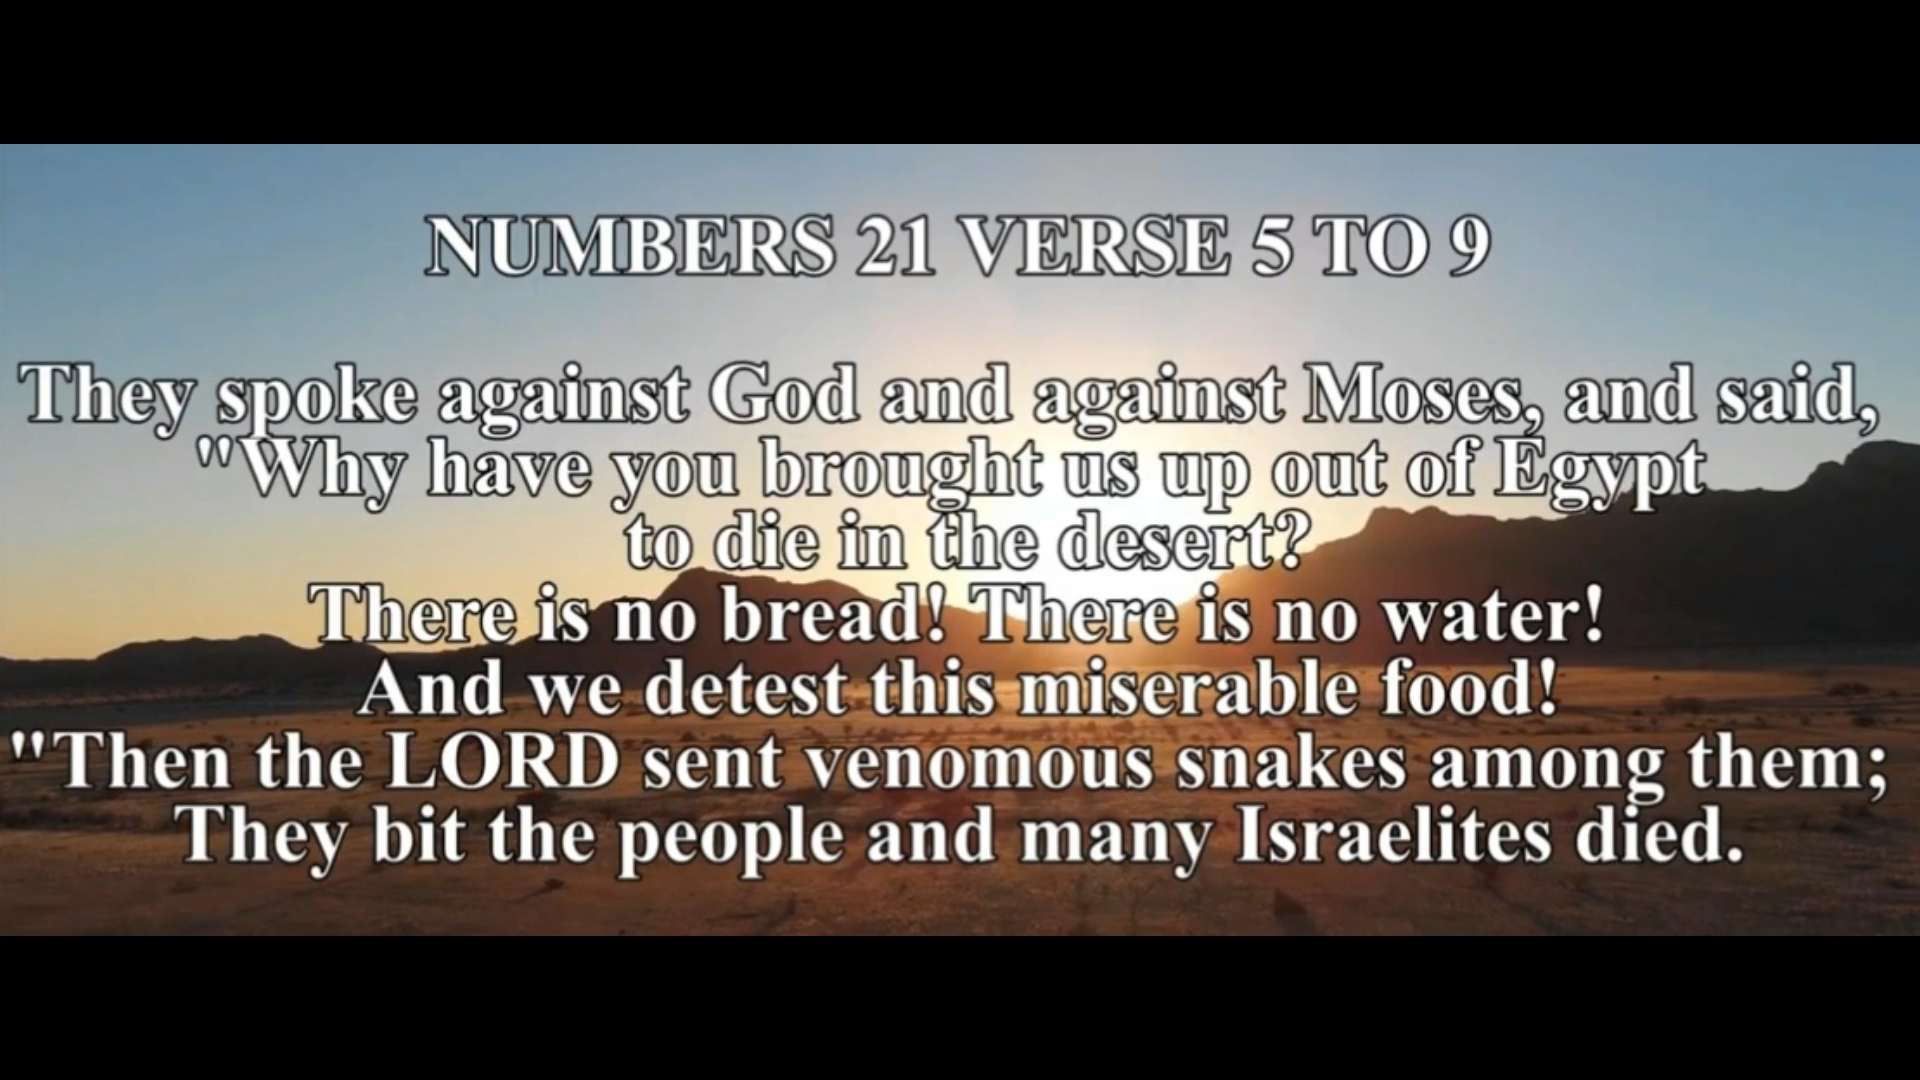 NUMBERS 21 VERSE 5 TO 9
They spoke against God and against Moses, and said,
"Why have you brought us up out of Egypt
to die in the desert?
There is no bread! There is no water!
And we detest this miserable food!
"Then the LORD sent venomous snakes among them;
They bit the people and many Israelites died.